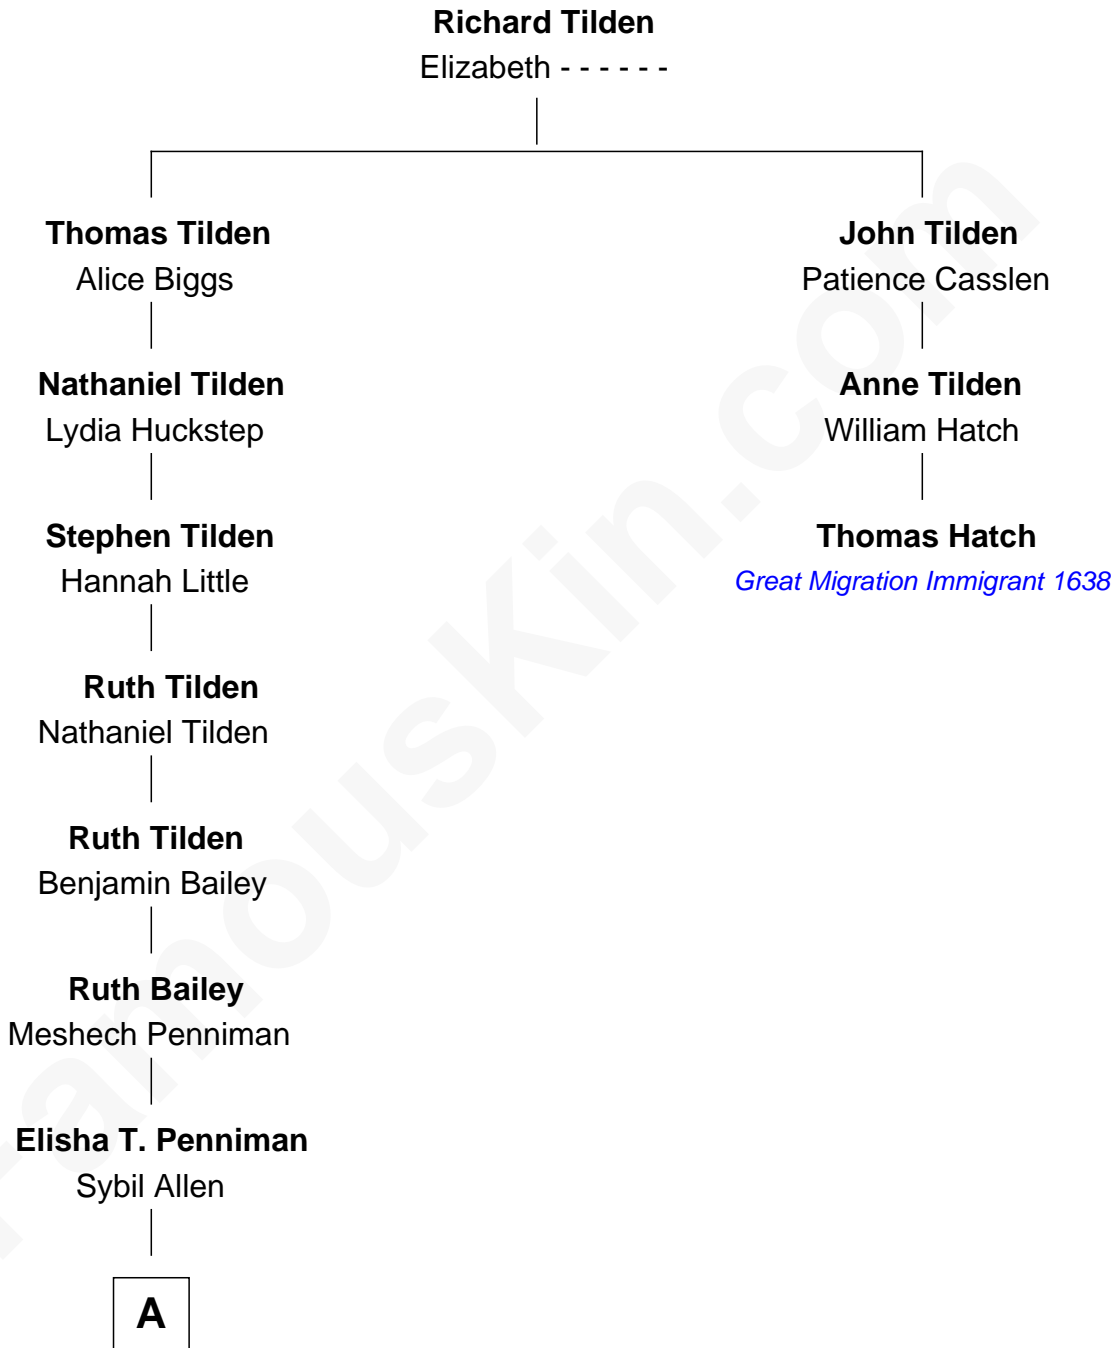 Richard Tilden
Elizabeth - - - - - -
Thomas Tilden
Alice Biggs
John Tilden
Patience Casslen
Nathaniel Tilden
Lydia Huckstep
Anne Tilden
William Hatch
Stephen Tilden
Hannah Little
Thomas Hatch
Great Migration Immigrant 1638
Ruth Tilden
Nathaniel Tilden
Ruth Tilden
Benjamin Bailey
Ruth Bailey
Meshech Penniman
Elisha T. Penniman
Sybil Allen
A
FamousKin.com